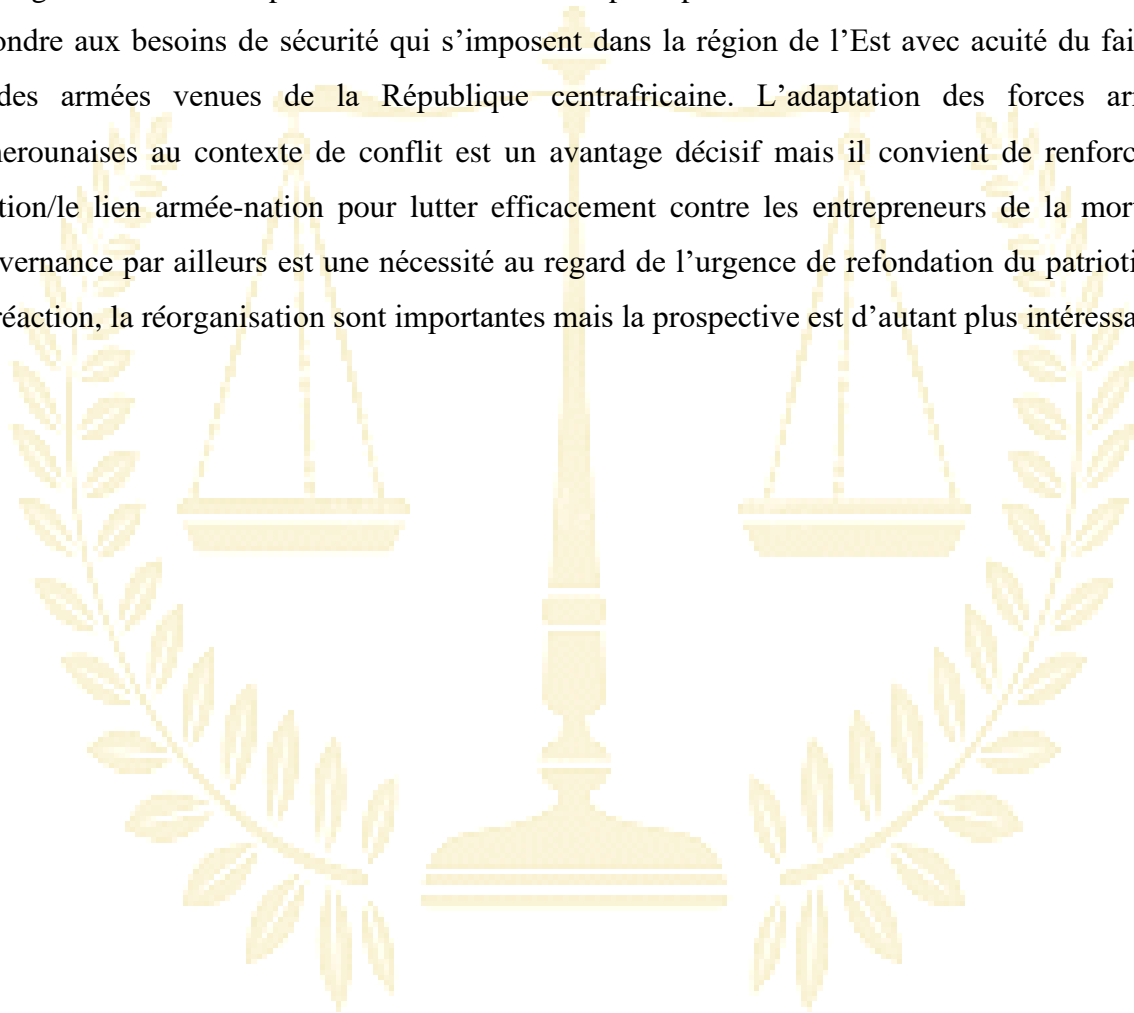 ondre aux besoins de sécurité qui s’imposent dans la région de l’Est avec acuité du fai
des armées venues de la République centrafricaine. L’adaptation des forces ar
nerounaises au contexte de conflit est un avantage décisif mais il convient de renforc
tion/le lien armée-nation pour lutter efficacement contre les entrepreneurs de la mor
vernance par ailleurs est une nécessité au regard de l’urgence de refondation du patrioti
réaction, la réorganisation sont importantes mais la prospective est d’autant plus intéressa